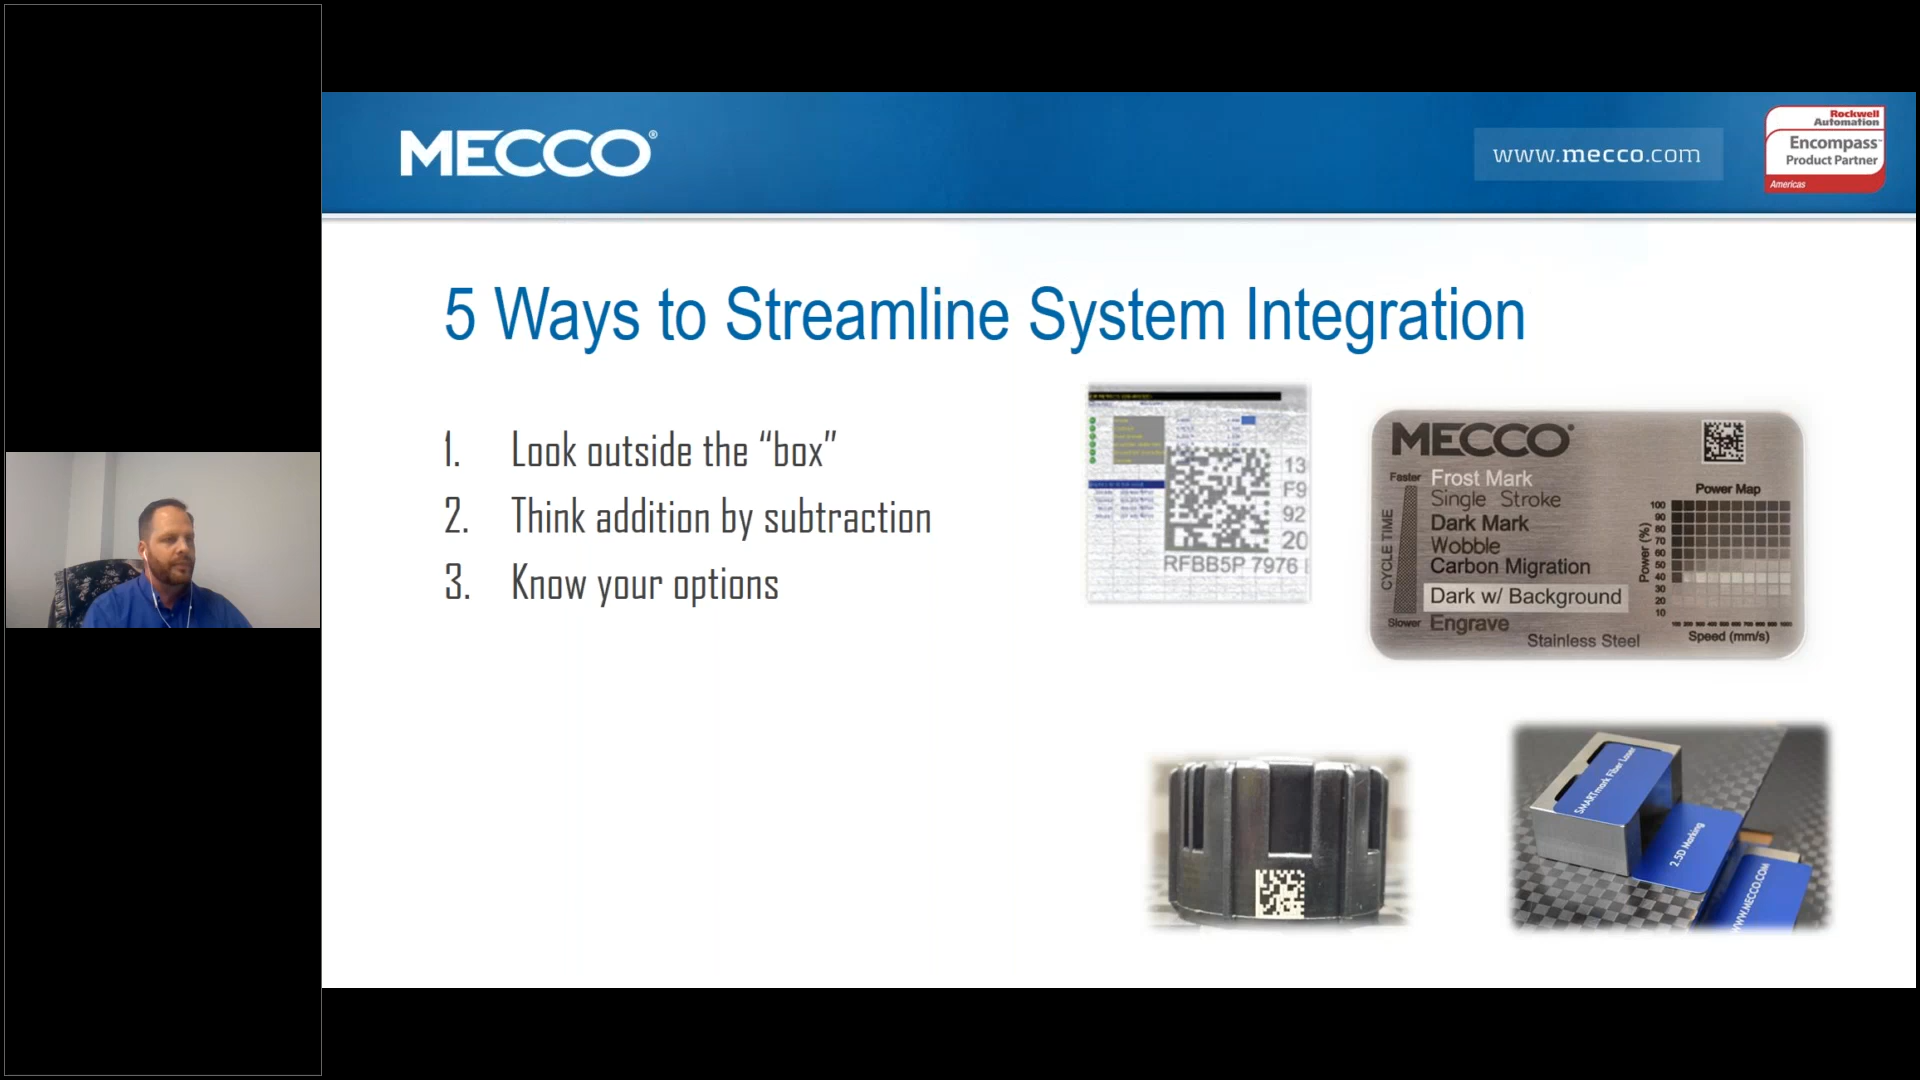 MECCO®
www.mecco.com
Rockwell
Automation
Encompass™
Product Partner
Americas
5 Ways to Streamline System Integration
1. Look outside the “box”
2. Think addition by subtraction
3. Know your options
13
F9
92
20
RFBB5P 7976
MECCO®
Faster
CYCLE TIME
Slower
Frost Mark
Single Stroke
Dark Mark
Wobble
Carbon Migration
Dark w/ Background
Engrave
Stainless Steel
Power Map
Power (%)
100
90
80
70
60
50
40
30
20
10
Speed (mm/s)
SMARTmark Fiber Laser
2.5D Marking
WWW.MECCO.COM